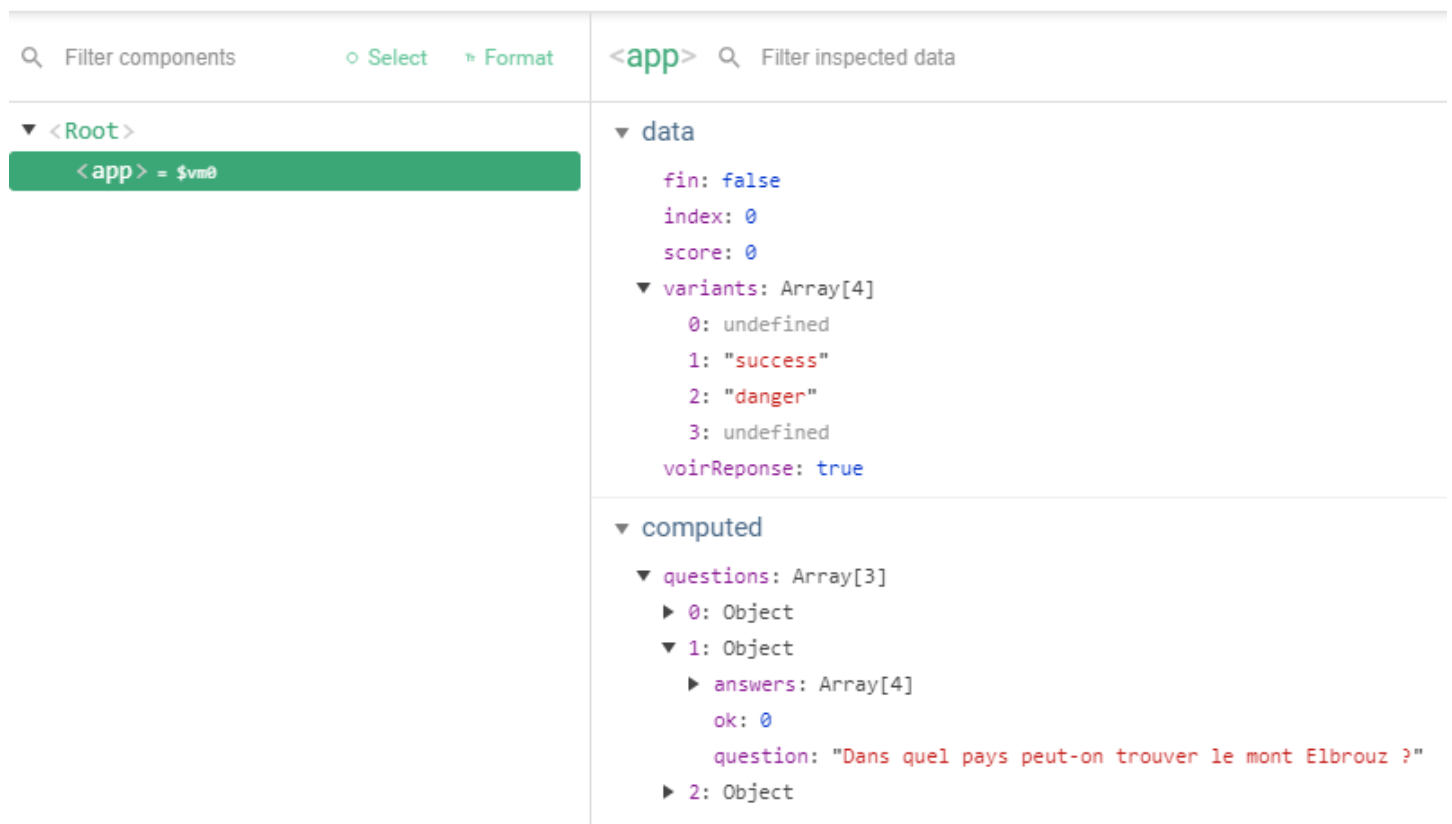 Filter components Select Format <app> Filter inspected data
<Root>
<app> = $vm0
data
fin: false
index: 0
score: 0
variants: Array[4]
0: undefined
1: "success"
2: "danger"
3: undefined
voirReponse: true
computed
questions: Array[3]
0: Object
1: Object
answers: Array[4]
ok: 0
question: "Dans quel pays peut-on trouver le mont Elbrouz ?"
2: Object